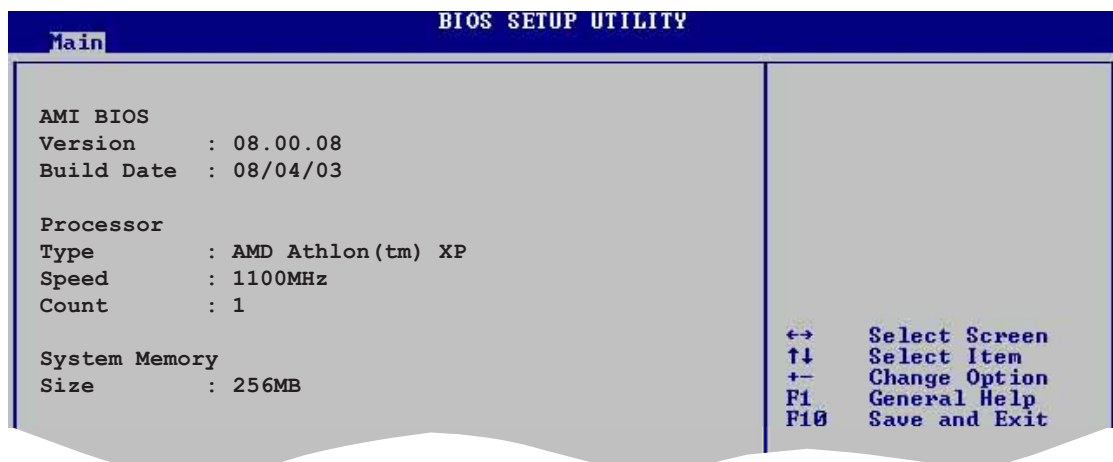 BIOS SETUP UTILITY
Main
AMI BIOS
Version : 08.00.08
Build Date : 08/04/03
Processor
Type : AMD Athlon(tm) XP
Speed : 1100MHz
Count : 1
System Memory
Size : 256MB
←→ Select Screen
↑↓ Select Item
+- Change Option
F1 General Help
F10 Save and Exit